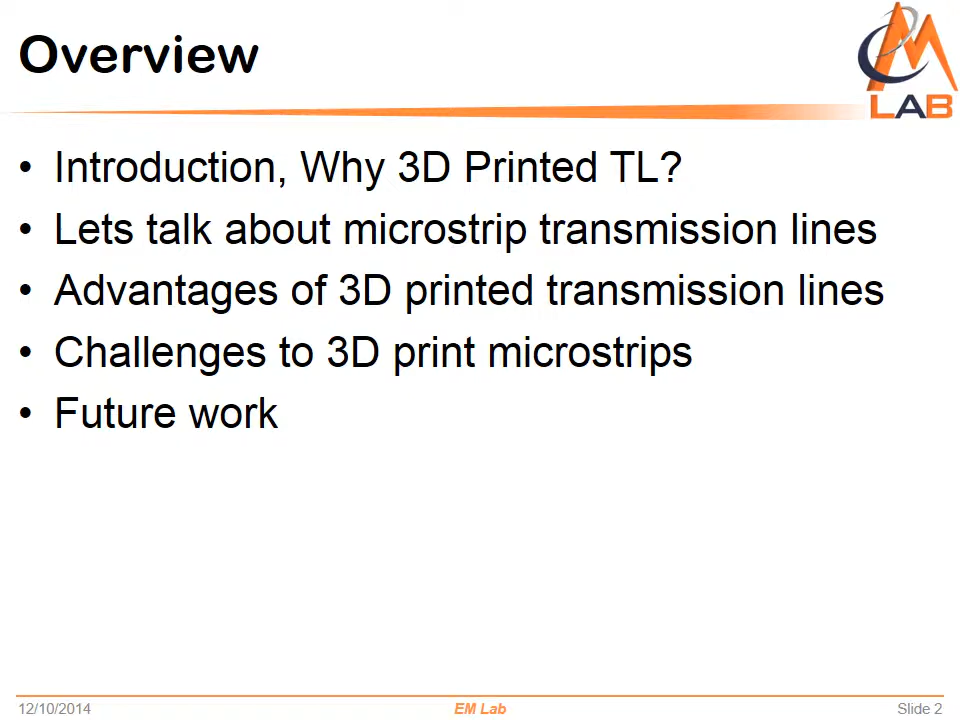 Overview
EM
LAB
• Introduction, Why 3D Printed TL?
• Lets talk about microstrip transmission lines
• Advantages of 3D printed transmission lines
• Challenges to 3D print microstrips
• Future work
12/10/2014 EM Lab Slide 2